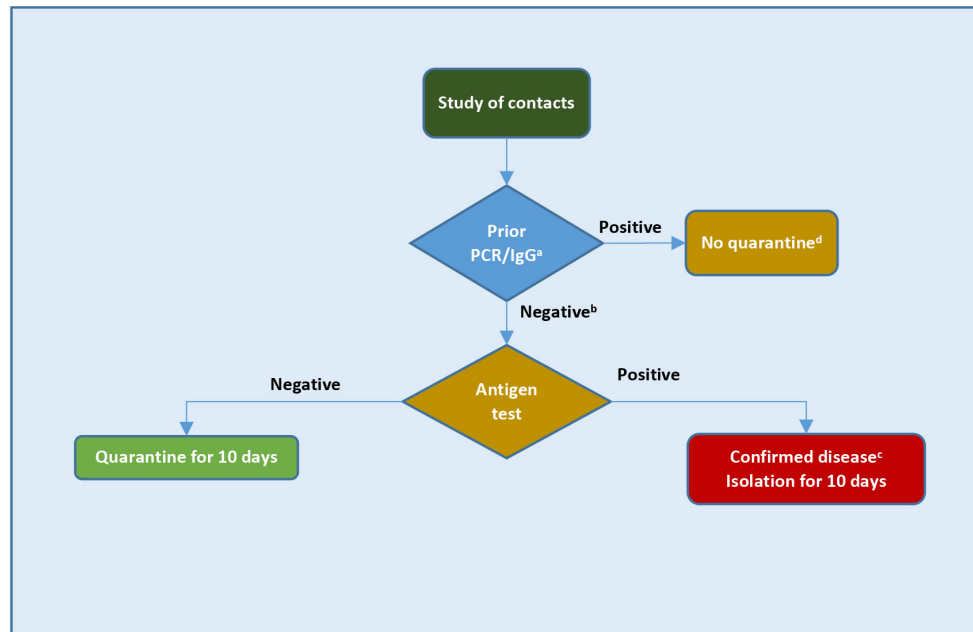 Study of contacts
Prior
PCR/IgGᵃ
Positive
No quarantineᵈ
Negativeᵇ
Negative
Antigen
test
Positive
Quarantine for 10 days
Confirmed diseaseᶜ
Isolation for 10 days